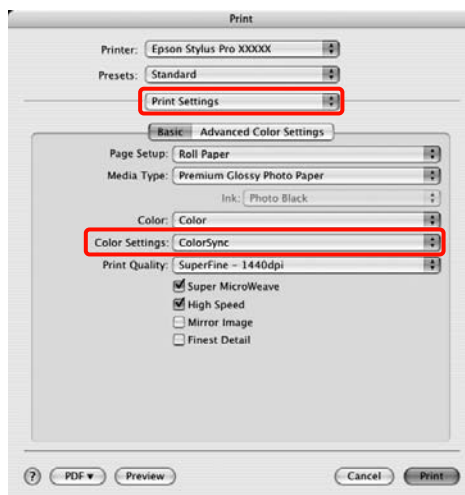 Print
Printer: Epson Stylus Pro XXXXX
Presets: Standard
Print Settings
Basic Advanced Color Settings
Page Setup: Roll Paper
Media Type: Premium Glossy Photo Paper
Ink: Photo Black
Color: Color
Color Settings: ColorSync
Print Quality: SuperFine - 1440dpi
Super MicroWeave
High Speed
Mirror Image
Finest Detail
? PDF Preview Cancel Print